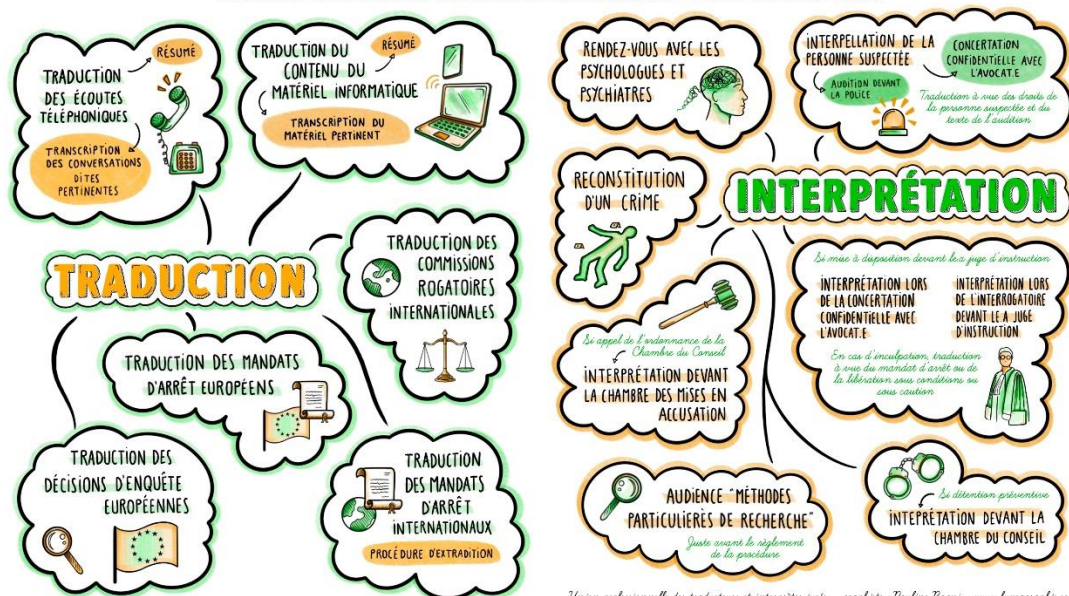 TRADUCTION
DES ÉCOUTES
TÉLÉPHONIQUES
RÉSUMÉ
TRANSCRIPTION
DES CONVERSATIONS
DITES
PERTINENTES
TRADUCTION DU
CONTENU DU
MATÉRIEL INFORMATIQUE
RÉSUMÉ
TRANSCRIPTION DU
MATÉRIEL PERTINENT
TRADUCTION
TRADUCTION DES
COMMISSIONS
ROGATOIRES
INTERNATIONALES
TRADUCTION DES MANDATS
D'ARRÊT EUROPÉENS
TRADUCTION DES
DÉCISIONS D'ENQUÊTE
EUROPÉENNES
TRADUCTION
DES MANDATS
D'ARRÊT
INTERNATIONAUX
PROCÉDURE D'EXTRADITION
RENDEZ-VOUS AVEC LES
PSYCHOLOGUES ET
PSYCHIATRES
INTERPELLATION DE LA
PERSONNE SUSPECTÉE
CONCERTATION
CONFIDENTIELLE AVEC
L'AVOCAT.E
AUDITION DEVANT
LA POLICE
Traduction à vue des droits de
la personne suspectée et du
texte de l'audition
RECONSTITUTION
D'UN CRIME
INTERPRÉTATION
Si mise à disposition devant le.a juge d'instruction
INTERPRÉTATION LORS
DE LA CONCERTATION
CONFIDENTIELLE AVEC
L'AVOCAT.E
INTERPRÉTATION LORS
DE L'INTERROGATOIRE
DEVANT LE.A JUGE
D'INSTRUCTION
En cas d'inculpation, traduction
à vue du mandat d'arrêt ou de
la libération sous conditions ou
sous caution
Si appel de l'ordonnance de la
Chambre du Conseil
INTERPRÉTATION DEVANT
LA CHAMBRE DES MISES EN
ACCUSATION
AUDIENCE "MÉTHODES
PARTICULIÈRES DE RECHERCHE"
Juste avant le règlement
de la procédure
Si détention préventive
INTEPRÉTATION DEVANT LA
CHAMBRE DU CONSEIL